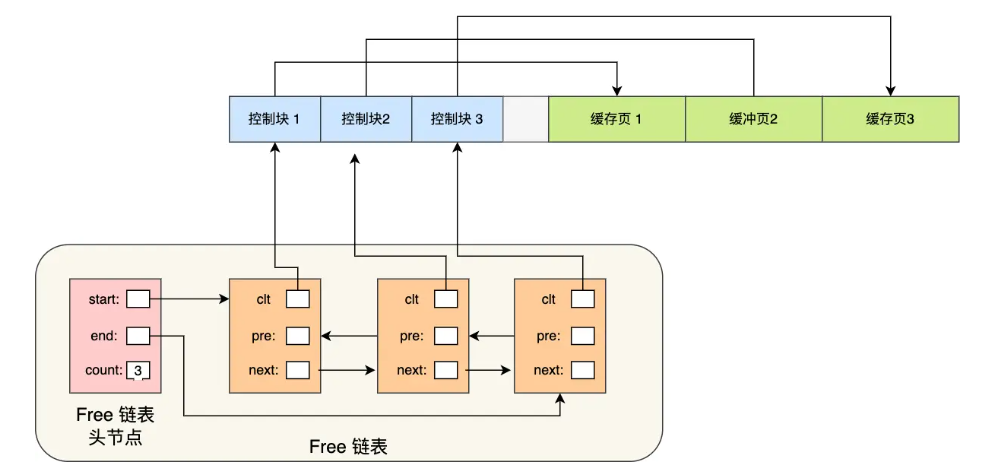 控制块 1
控制块2
控制块 3
缓存页 1
缓冲页2
缓存页3
start:
end:
count: 3
clt
pre:
next:
clt
pre:
next:
clt
pre:
next:
Free 链表
头节点
Free 链表